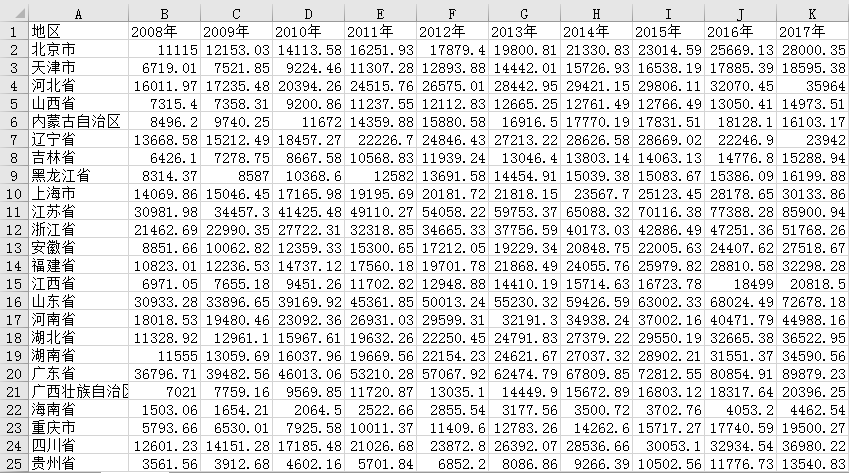 A B C D E F G H I J K
1 地区 2008年 2009年 2010年 2011年 2012年 2013年 2014年 2015年 2016年 2017年
2 北京市 11115 12153.03 14113.58 16251.93 17879.4 19800.81 21330.83 23014.59 25669.13 28000.35
3 天津市 6719.01 7521.85 9224.46 11307.28 12893.88 14442.01 15726.93 16538.19 17885.39 18595.38
4 河北省 16011.97 17235.48 20394.26 24515.76 26575.01 28442.95 29421.15 29806.11 32070.45 35964
5 山西省 7315.4 7358.31 9200.86 11237.55 12112.83 12665.25 12761.49 12766.49 13050.41 14973.51
6 内蒙古自治区 8496.2 9740.25 11672 14359.88 15880.58 16916.5 17770.19 17831.51 18128.1 16103.17
7 辽宁省 13668.58 15212.49 18457.27 22226.7 24846.43 27213.22 28626.58 28669.02 22246.9 23942
8 吉林省 6426.1 7278.75 8667.58 10568.83 11939.24 13046.4 13803.14 14063.13 14776.8 15288.94
9 黑龙江省 8314.37 8587 10368.6 12582 13691.58 14454.91 15039.38 15083.67 15386.09 16199.88
10 上海市 14069.86 15046.45 17165.98 19195.69 20181.72 21818.15 23567.7 25123.45 28178.65 30133.86
11 江苏省 30981.98 34457.3 41425.48 49110.27 54058.22 59753.37 65088.32 70116.38 77388.28 85900.94
12 浙江省 21462.69 22990.35 27722.31 32318.85 34665.33 37756.59 40173.03 42886.49 47251.36 51768.26
13 安徽省 8851.66 10062.82 12359.33 15300.65 17212.05 19229.34 20848.75 22005.63 24407.62 27518.67
14 福建省 10823.01 12236.53 14737.12 17560.18 19701.78 21868.49 24055.76 25979.82 28810.58 32298.28
15 江西省 6971.05 7655.18 9451.26 11702.82 12948.88 14410.19 15714.63 16723.78 18499 20818.5
16 山东省 30933.28 33896.65 39169.92 45361.85 50013.24 55230.32 59426.59 63002.33 68024.49 72678.18
17 河南省 18018.53 19480.46 23092.36 26931.03 29599.31 32191.3 34938.24 37002.16 40471.79 44988.16
18 湖北省 11328.92 12961.1 15967.61 19632.26 22250.45 24791.83 27379.22 29550.19 32665.38 36522.95
19 湖南省 11555 13059.69 16037.96 19669.56 22154.23 24621.67 27037.32 28902.21 31551.37 34590.56
20 广东省 36796.71 39482.56 46013.06 53210.28 57067.92 62474.79 67809.85 72812.55 80854.91 89879.23
21 广西壮族自治区 7021 7759.16 9569.85 11720.87 13035.1 14449.9 15672.89 16803.12 18317.64 20396.25
22 海南省 1503.06 1654.21 2064.5 2522.66 2855.54 3177.56 3500.72 3702.76 4053.2 4462.54
23 重庆市 5793.66 6530.01 7925.58 10011.37 11409.6 12783.26 14262.6 15717.27 17740.59 19500.27
24 四川省 12601.23 14151.28 17185.48 21026.68 23872.8 26392.07 28536.66 30053.1 32934.54 36980.22
25 贵州省 3561.56 3912.68 4602.16 5701.84 6852.2 8086.86 9266.39 10502.56 11776.73 13540.83